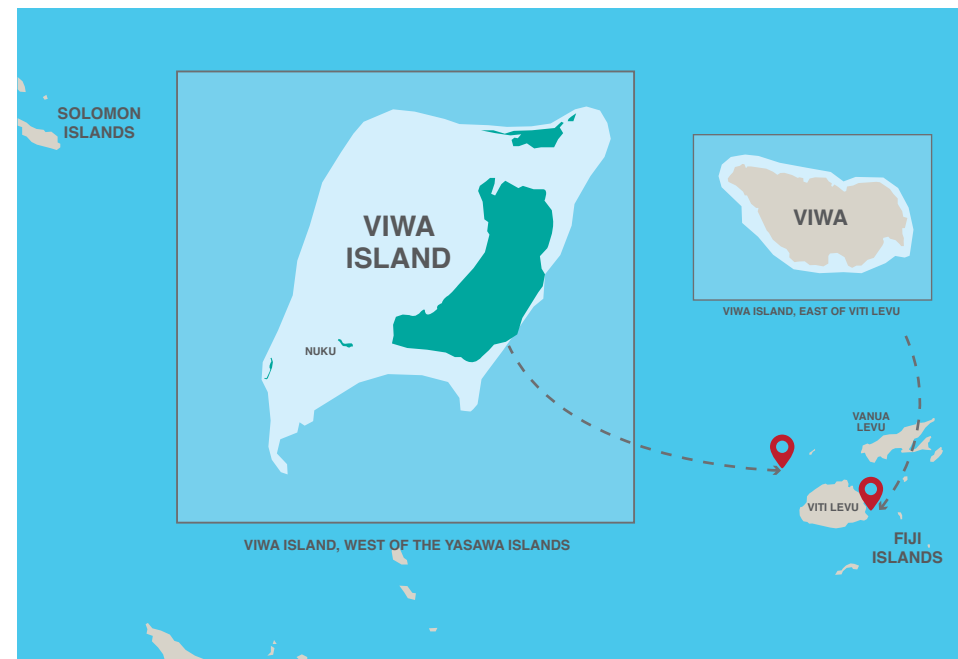 SOLOMON
ISLANDS
VIWA
ISLAND
NUKU
VIWA ISLAND, WEST OF THE YASAWA ISLANDS
VIWA
VIWA ISLAND, EAST OF VITI LEVU
VANUA
LEVU
VITI LEVU
FIJI
ISLANDS